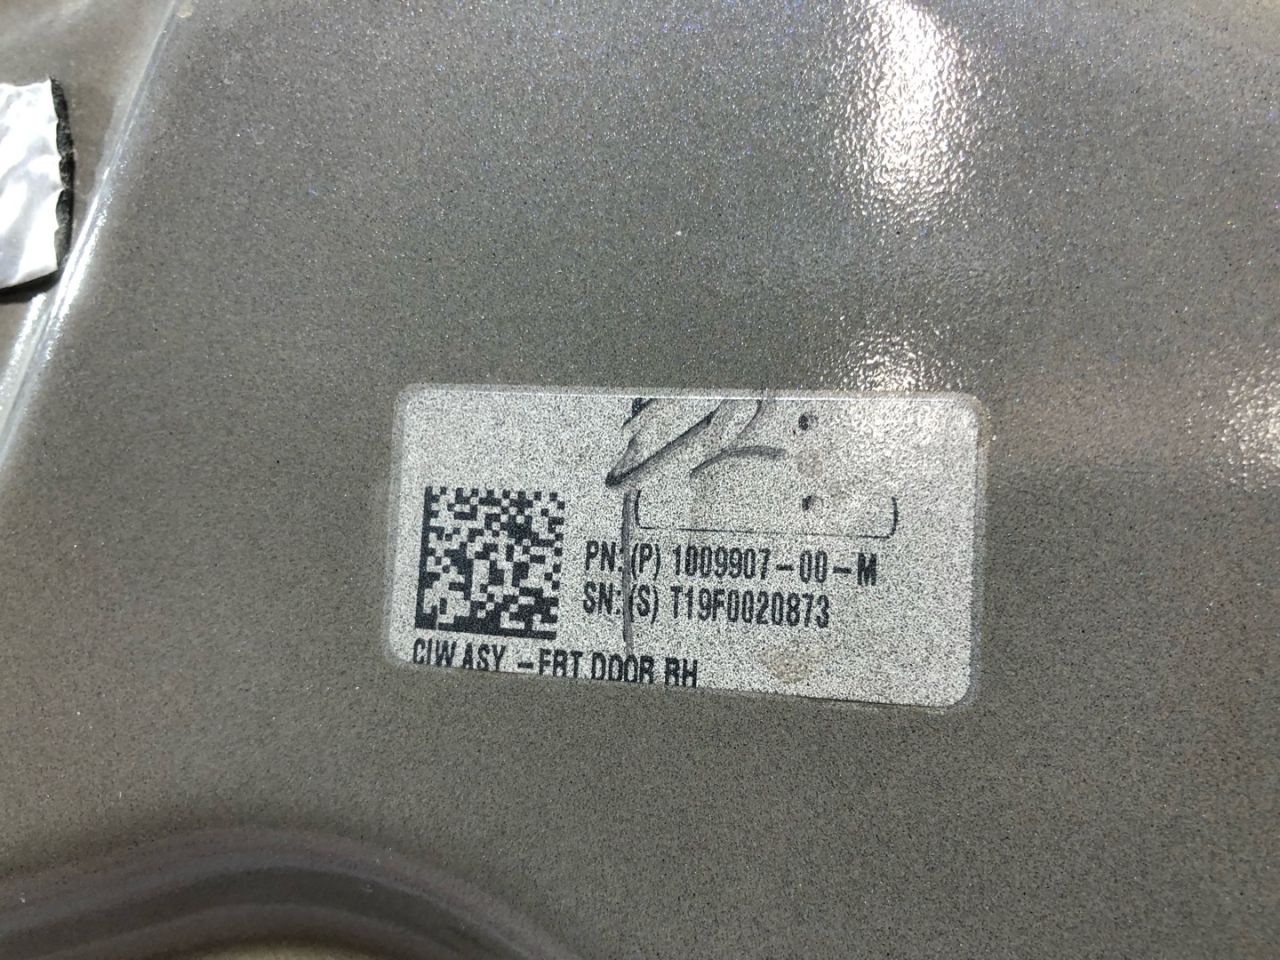 PN: (P) 1009907-00-M
SN: (S) T19F0020873
CIW ASY -FRT DOOR RH